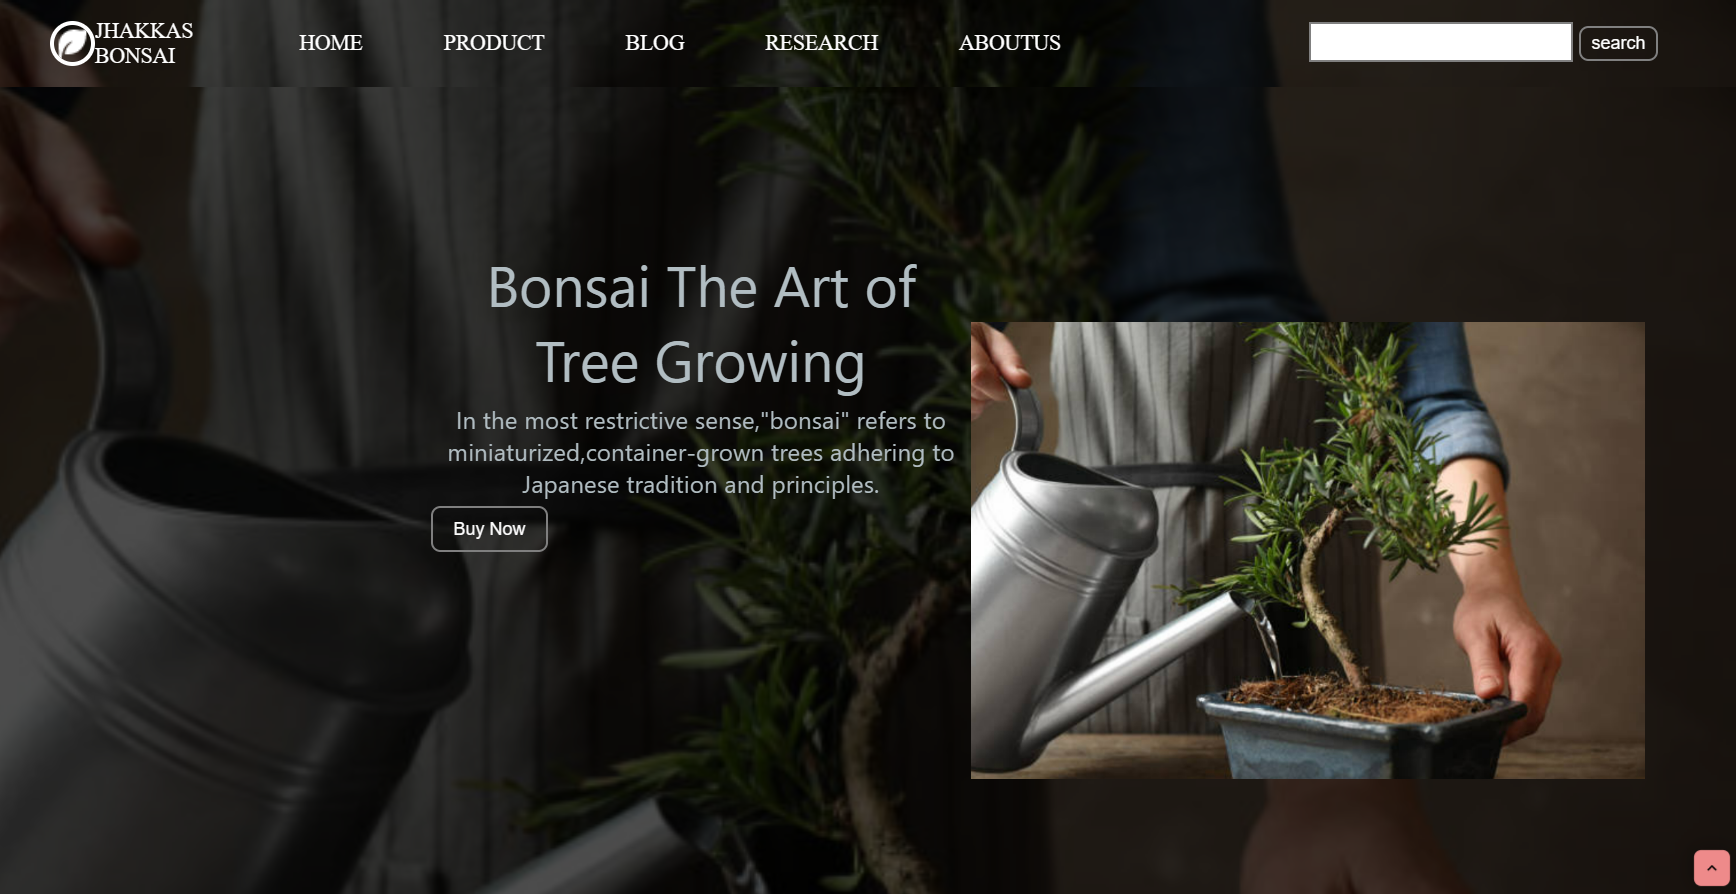 JHAKKAS
BONSAI
HOME
PRODUCT
BLOG
RESEARCH
ABOUTUS
search
Bonsai The Art of
Tree Growing
In the most restrictive sense,"bonsai" refers to
miniaturized,container-grown trees adhering to
Japanese tradition and principles.
Buy Now